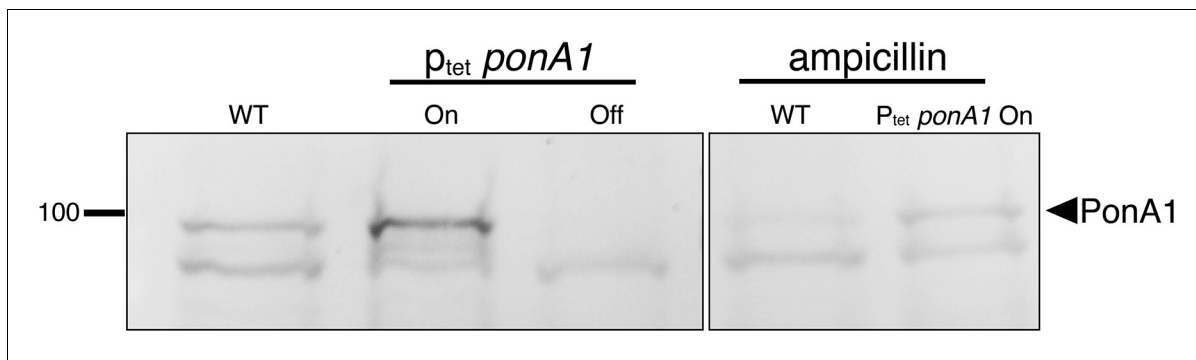 ptet ponA1
ampicillin
WT
On
Off
WT
Ptet ponA1 On
100
PonA1